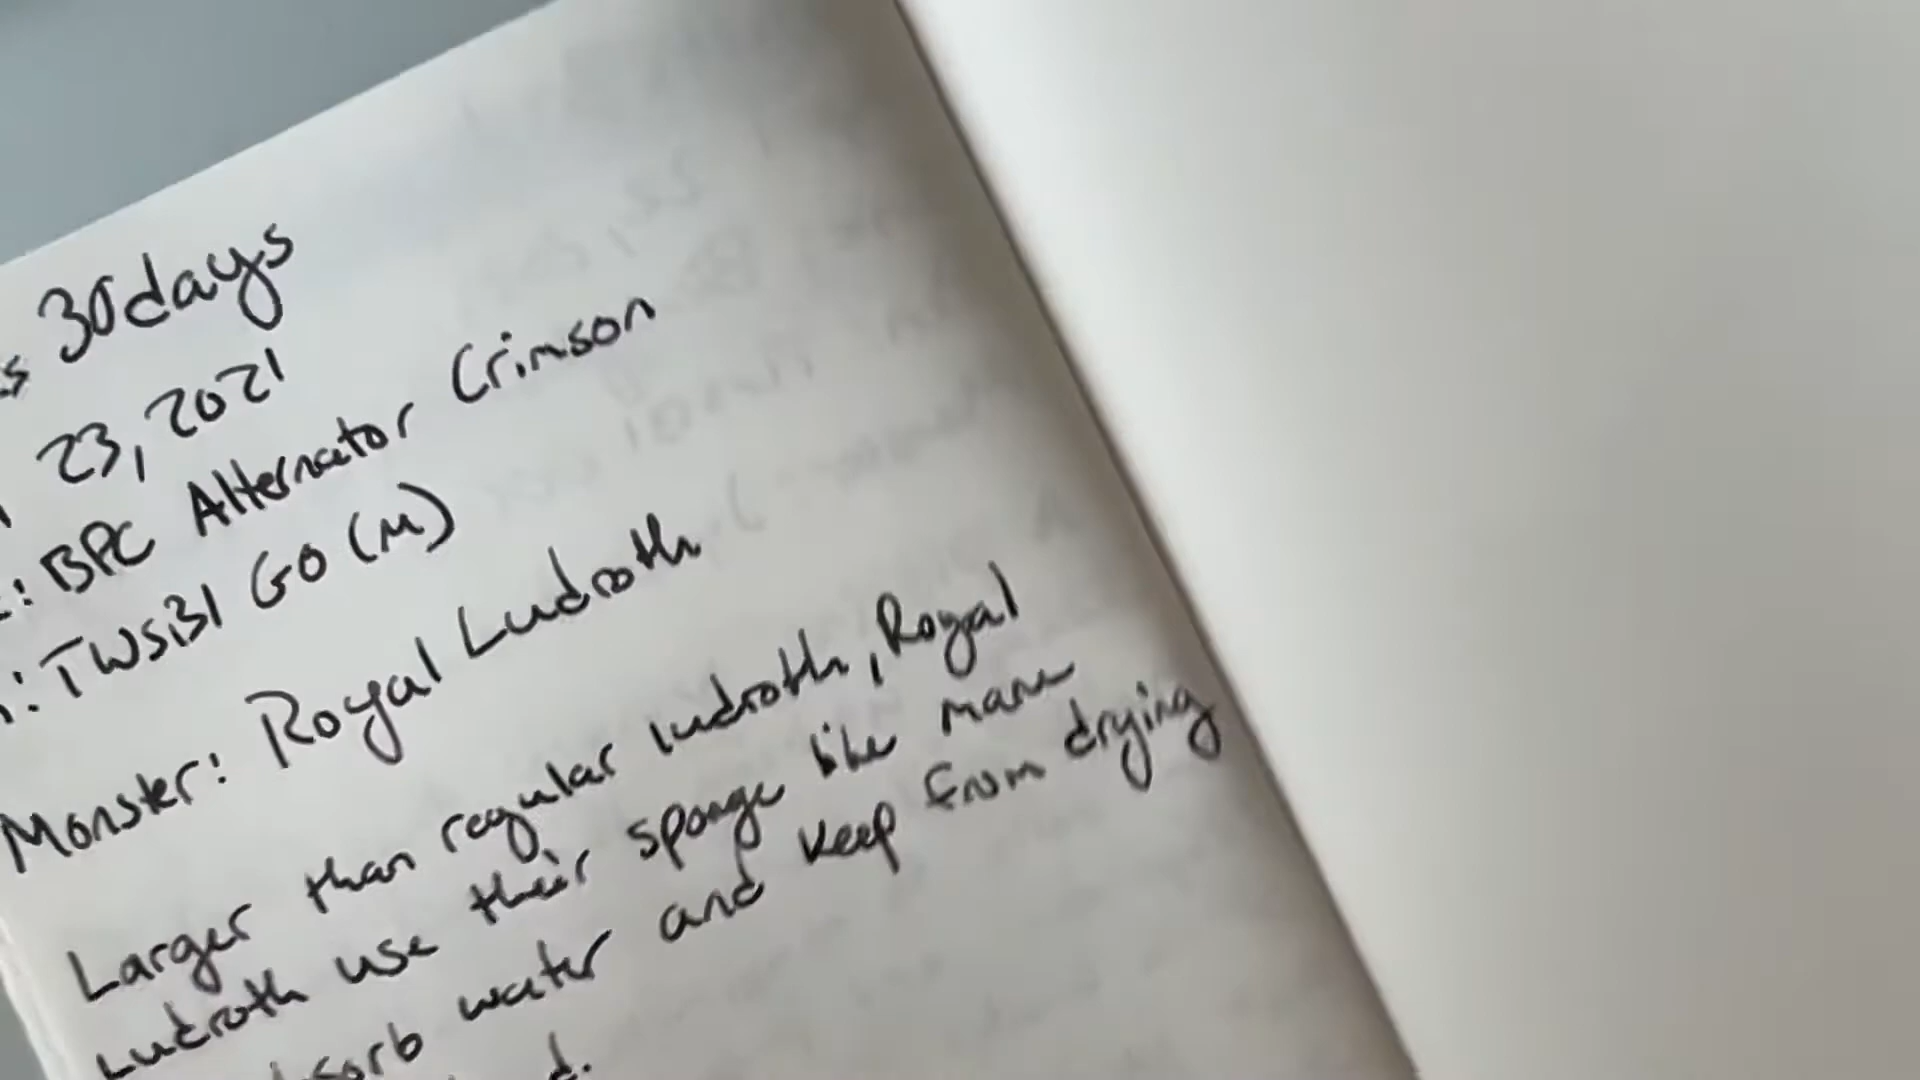 30days
23, 2021
: BPC Alternator Crimson
: TWSBI GO (M)
Monster: Royal Ludroth
Larger than regular ludroth, Royal
Ludroth use their sponge like mane
water and keep from drying